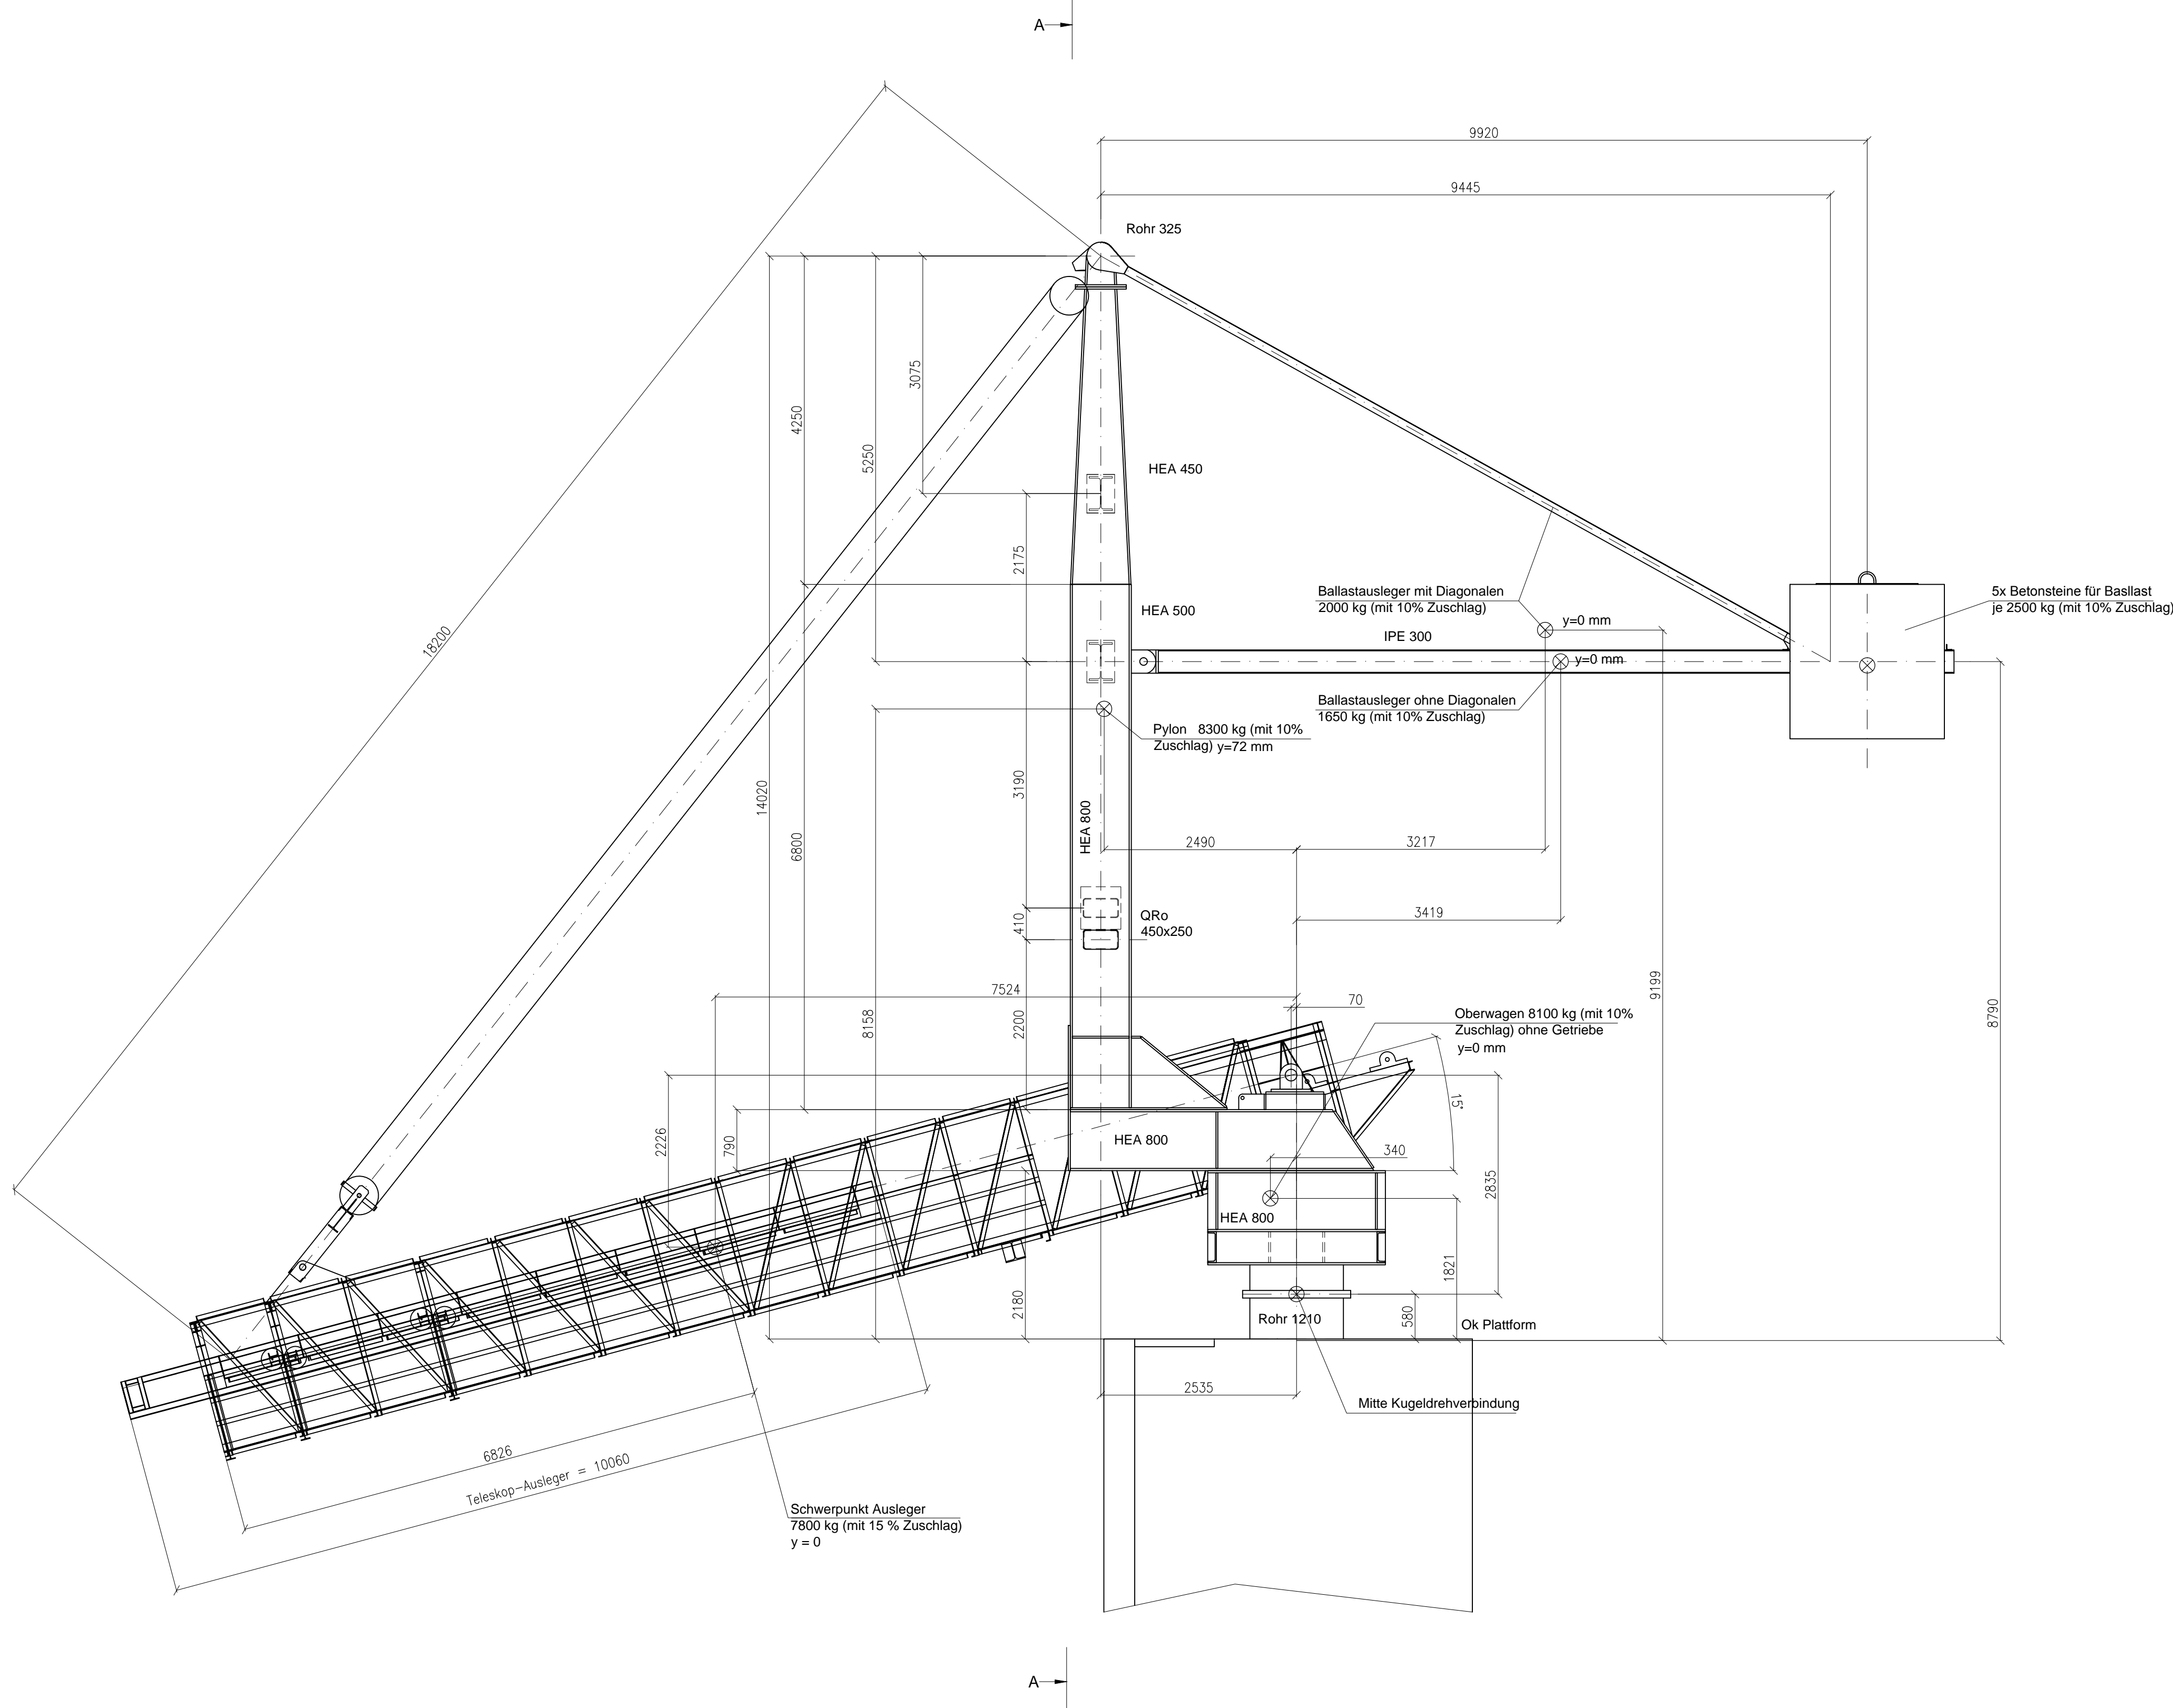 A
9920
9445
Rohr 325
3075
4250
5250
HEA 450
2175
Ballastausleger mit Diagonalen
2000 kg (mit 10% Zuschlag)
5x Betonsteine für Basllast
je 2500 kg (mit 10% Zuschlag)
HEA 500
y=0 mm
IPE 300
18200
y=0 mm
Ballastausleger ohne Diagonalen
1650 kg (mit 10% Zuschlag)
Pylon 8300 kg (mit 10%
Zuschlag) y=72 mm
14020
3190
HEA 800
6800
2490
3217
410
QRo
450x250
3419
7524
70
9199
8158
2200
Oberwagen 8100 kg (mit 10%
Zuschlag) ohne Getriebe
y=0 mm
8790
15°
2226
790
HEA 800
340
2835
HEA 800
1821
2180
Rohr 1210
580
Ok Plattform
2535
Mitte Kugeldrehverbindung
6826
Teleskop-Ausleger = 10060
Schwerpunkt Ausleger
7800 kg (mit 15 % Zuschlag)
y = 0
A